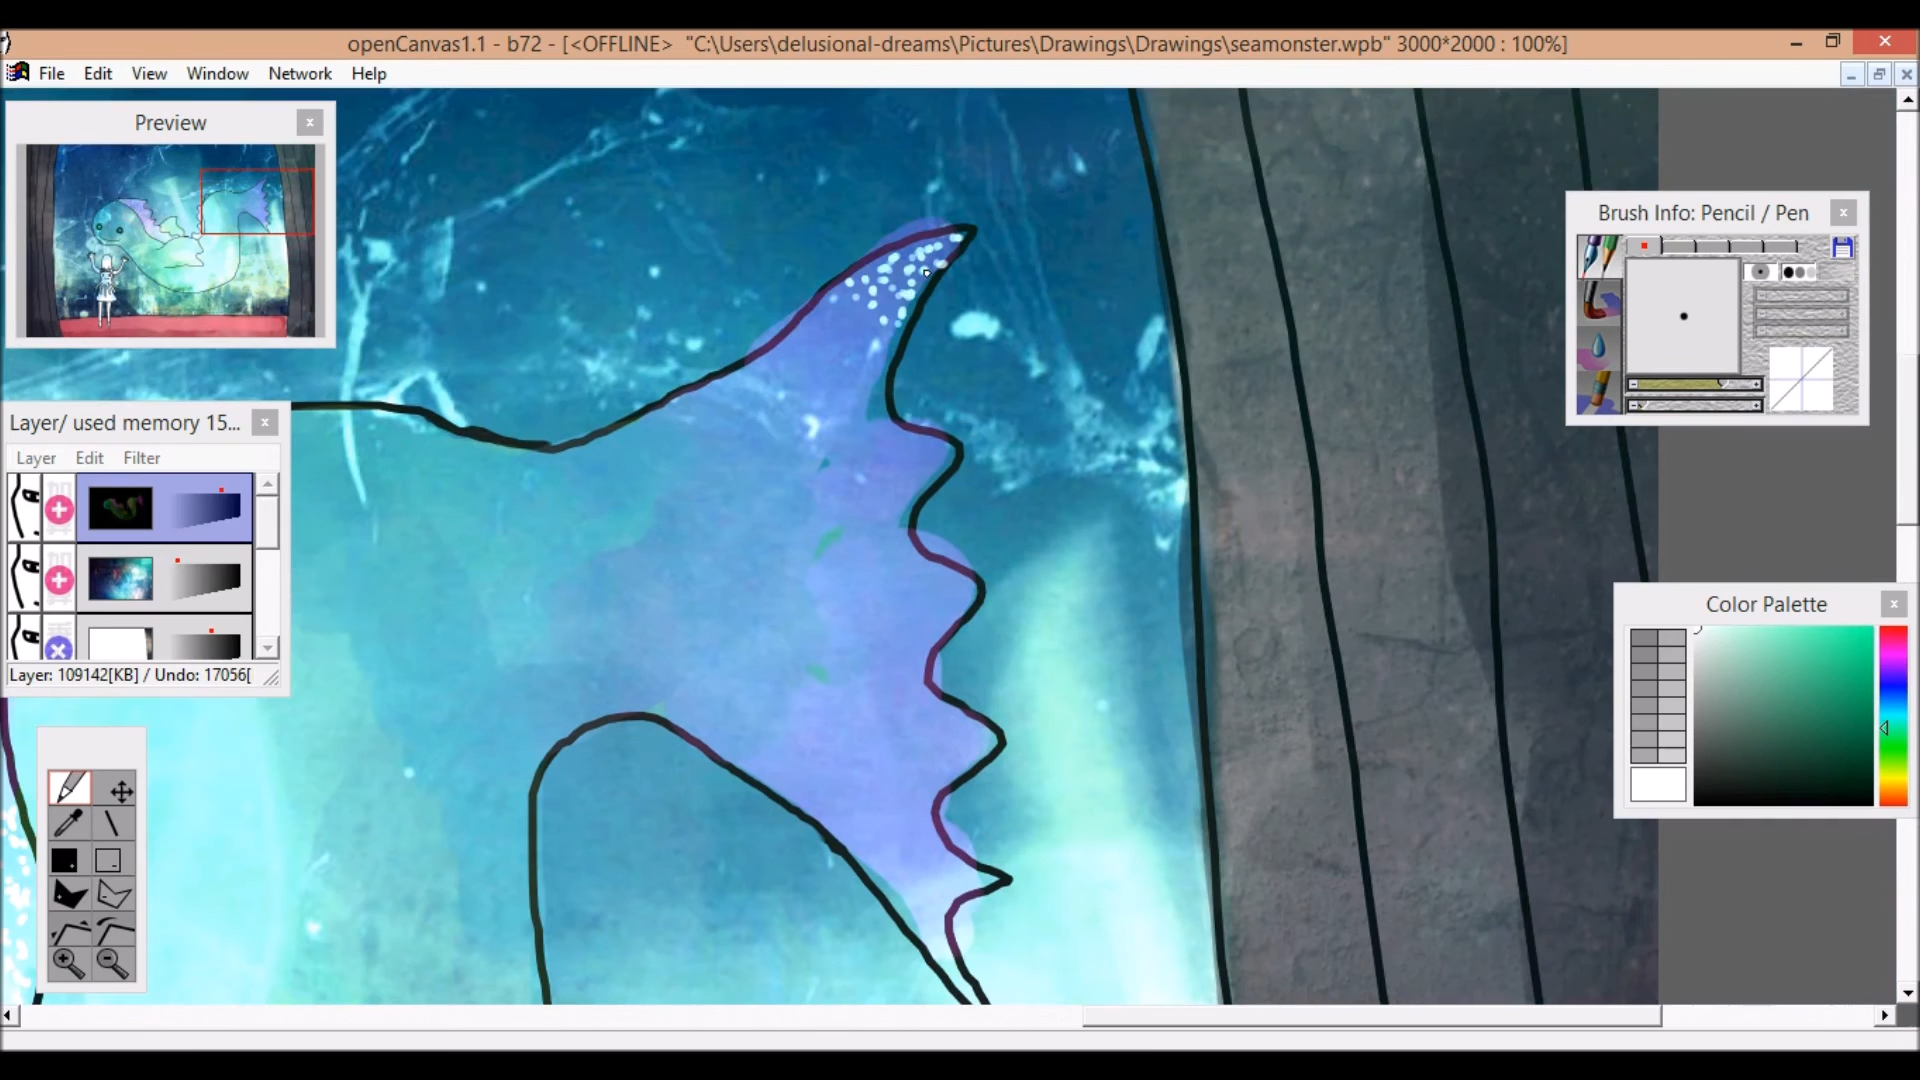 openCanvas1.1 - b72 - [<OFFLINE> "C:\Users\delusional-dreams\Pictures\Drawings\Drawings\seamonster.wpb" 3000*2000 : 100%]
File Edit View Window Network Help
Preview
Brush Info: Pencil / Pen
Layer/ used memory 15...
Layer Edit Filter
Layer: 109142[KB] / Undo: 17056[
Color Palette